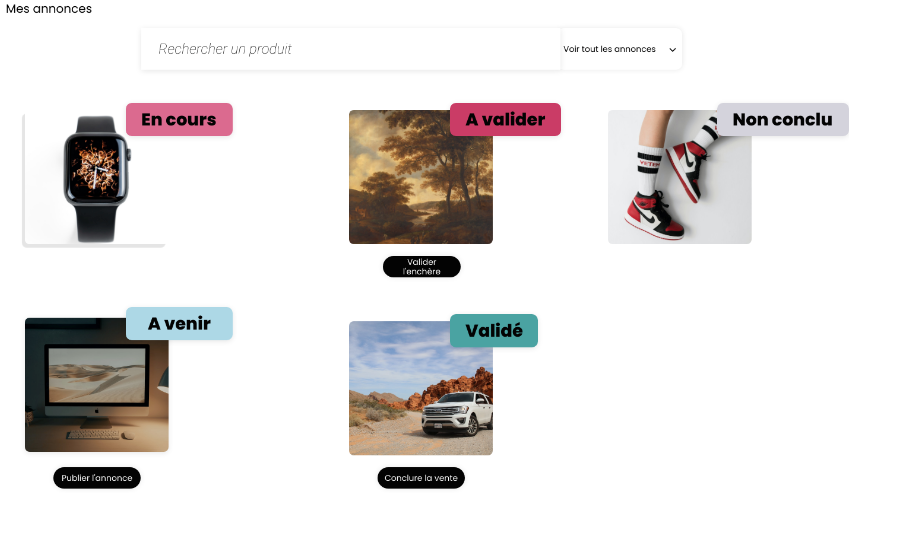 Mes annonces
Rechercher un produit
Voir tout les annonces
En cours
A valider
Non conclu
Valider
l'enchère
A venir
Validé
Publier l'annonce
Conclure la vente